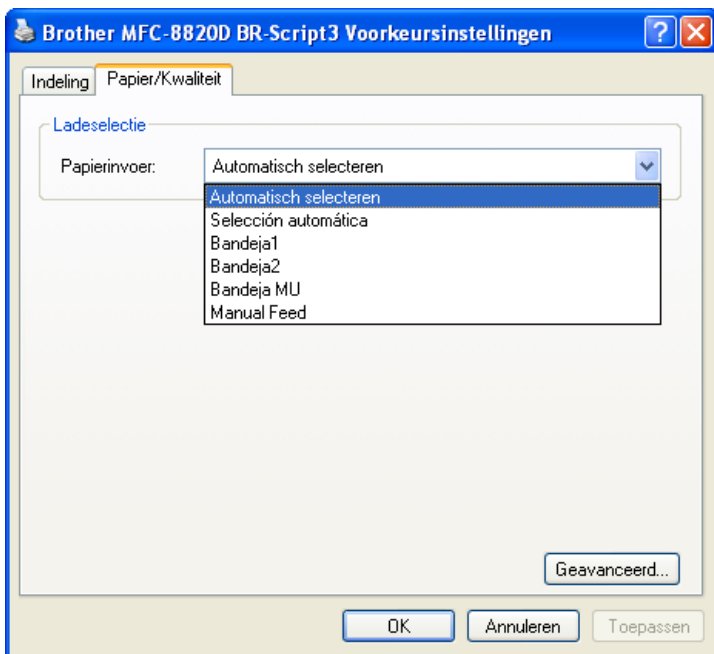 Brother MFC-8820D BR-Script3 Voorkeursinstellingen
Indeling Papier/Kwaliteit
Ladeselectie
Papierinvoer: Automatisch selecteren
Automatisch selecteren
Selección automática
Bandeja1
Bandeja2
Bandeja MU
Manual Feed
Geavanceerd...
OK Annuleren Toepassen